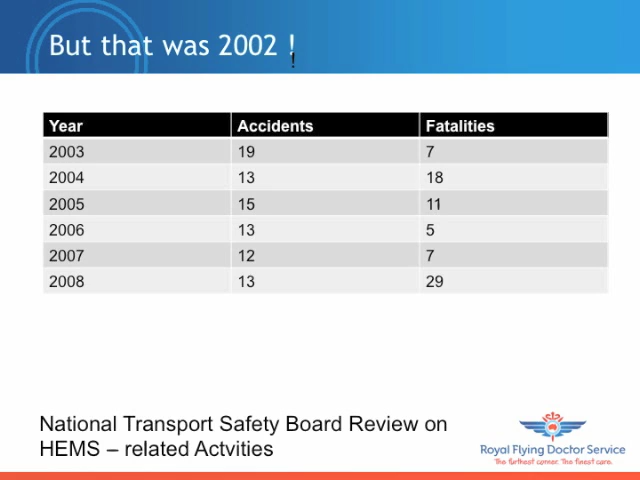 But that was 2002 !
!
Year Accidents Fatalities
2003 19 7
2004 13 18
2005 15 11
2006 13 5
2007 12 7
2008 13 29
National Transport Safety Board Review on
HEMS – related Actvities
Royal Flying Doctor Service
The furthest corner. The finest care.